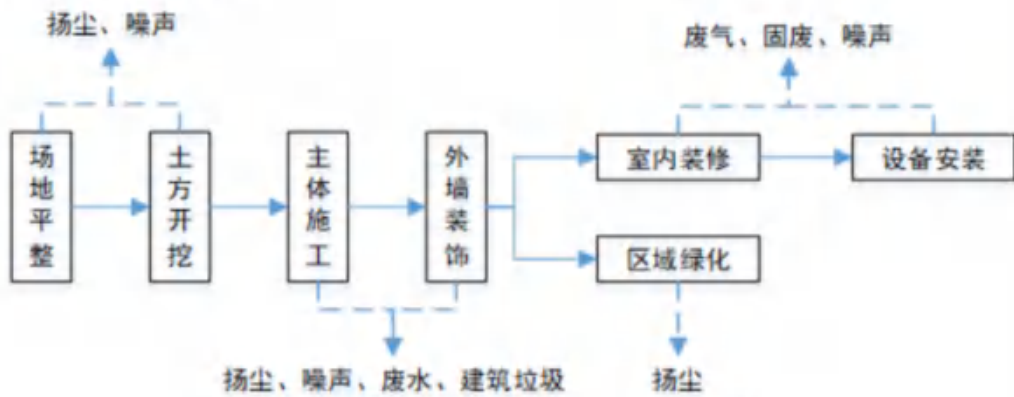 扬尘、噪声
废气、固废、噪声
场地平整
土方开挖
主体施工
外墙装饰
室内装修
设备安装
区域绿化
扬尘、噪声、废水、建筑垃圾
扬尘